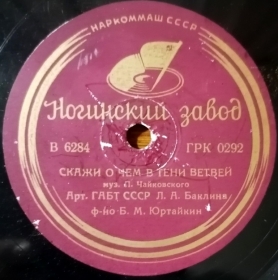 НАРКОММАШ СССР
Ногинский завод
В 6284 ГРК 0292
СКАЖИ О ЧЕМ В ТЕНИ ВЕТВЕЙ
муз. П. Чайковского
Арт. ГАБТ СССР Л. А. Баклина
ф-но Б. М. Юртайкин